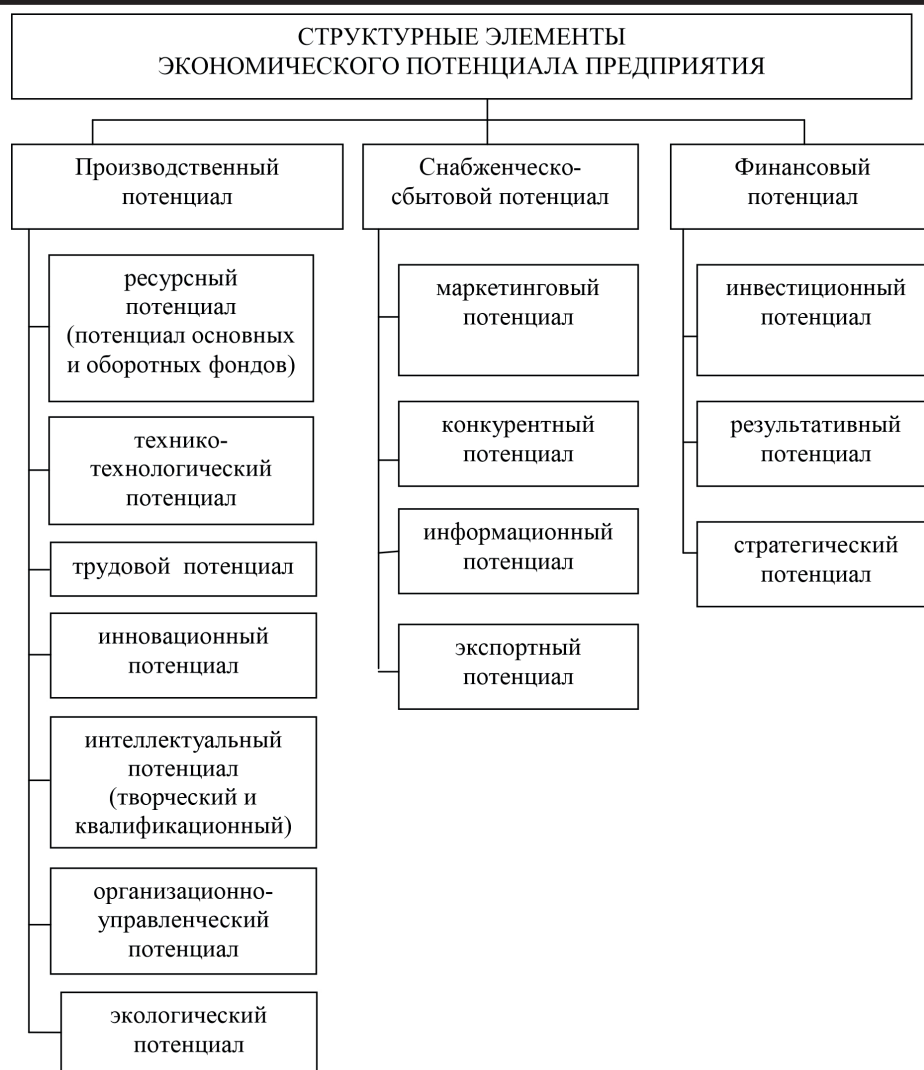 СТРУКТУРНЫЕ ЭЛЕМЕНТЫ
ЭКОНОМИЧЕСКОГО ПОТЕНЦИАЛА ПРЕДПРИЯТИЯ
Производственный
потенциал
ресурсный
потенциал
(потенциал основных
и оборотных фондов)
технико-
технологический
потенциал
трудовой потенциал
инновационный
потенциал
интеллектуальный
потенциал
(творческий и
квалификационный)
организационно-
управленческий
потенциал
экологический
потенциал
Снабженческо-
сбытовой потенциал
маркетинговый
потенциал
конкурентный
потенциал
информационный
потенциал
экспортный
потенциал
Финансовый
потенциал
инвестиционный
потенциал
результативный
потенциал
стратегический
потенциал